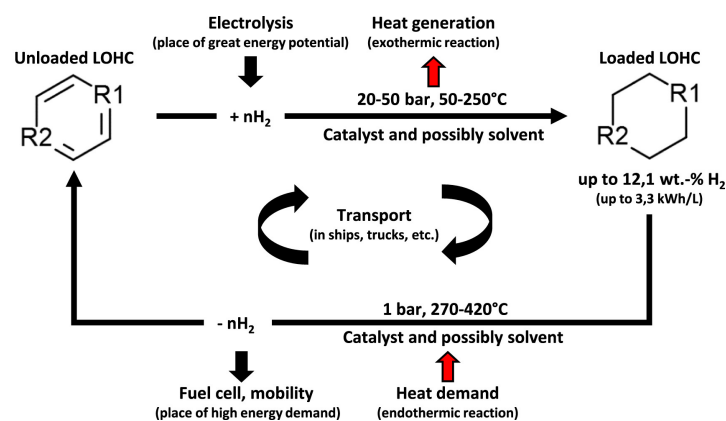 Electrolysis
(place of great energy potential)
Heat generation
(exothermic reaction)
Unloaded LOHC
Loaded LOHC
R1
R2
+ nH₂
20-50 bar, 50-250°C
Catalyst and possibly solvent
R1
R2
up to 12,1 wt.-% H₂
(up to 3,3 kWh/L)
Transport
(in ships, trucks, etc.)
- nH₂
1 bar, 270-420°C
Catalyst and possibly solvent
Fuel cell, mobility
(place of high energy demand)
Heat demand
(endothermic reaction)